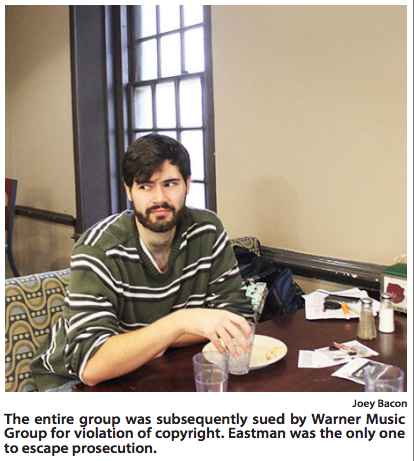 Joey Bacon
The entire group was subsequently sued by Warner Music
Group for violation of copyright. Eastman was the only one
to escape prosecution.